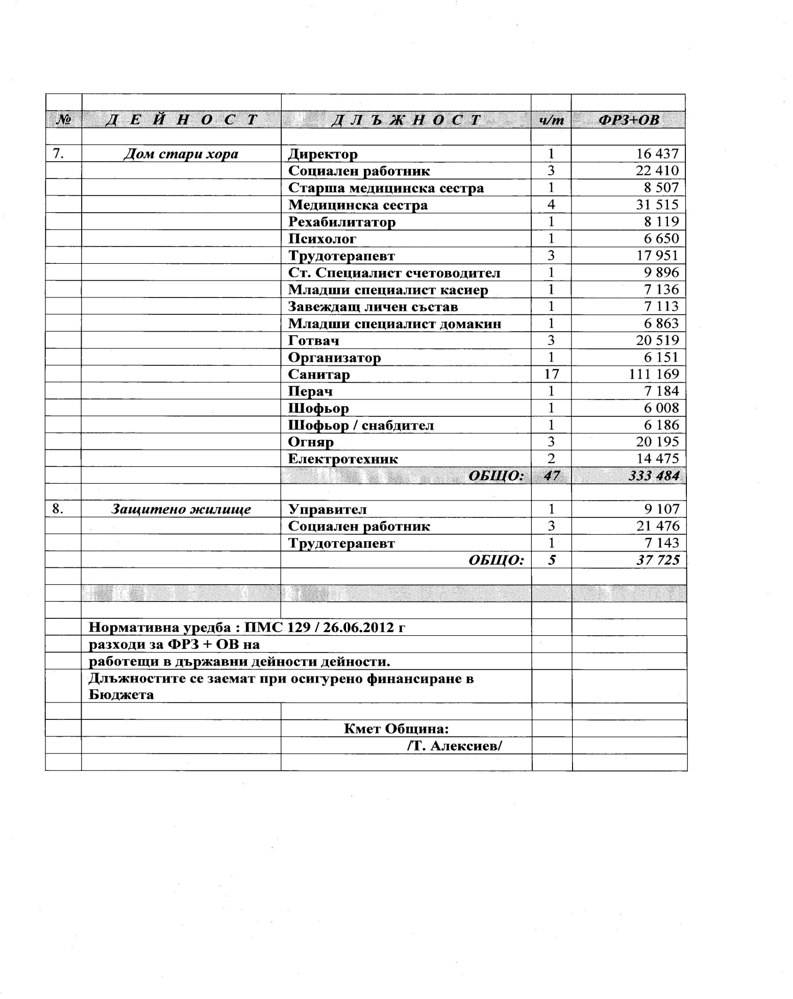 № Д Е Й Н О С Т Д Л Ъ Ж Н О С Т ч/т ФРЗ+ОВ
7. Дом стари хора Директор 1 16 437
Социален работник 3 22 410
Старша медицинска сестра 1 8 507
Медицинска сестра 4 31 515
Рехабилитатор 1 8 119
Психолог 1 6 650
Трудотерапевт 3 17 951
Ст. Специалист счетоводител 1 9 896
Младши специалист касиер 1 7 136
Завеждащ личен състав 1 7 113
Младши специалист домакин 1 6 863
Готвач 3 20 519
Организатор 1 6 151
Санитар 17 111 169
Перач 1 7 184
Шофьор 1 6 008
Шофьор / снабдител 1 6 186
Огняр 3 20 195
Електротехник 2 14 475
ОБЩО: 47 333 484
8. Защитено жилище Управител 1 9 107
Социален работник 3 21 476
Трудотерапевт 1 7 143
ОБЩО: 5 37 725
Нормативна уредба : ПМС 129 / 26.06.2012 г
разходи за ФРЗ + ОВ на
работещи в държавни дейности дейности.
Длъжностите се заемат при осигурено финансиране в
Бюджета
Кмет Община:
/Т. Алексиев/